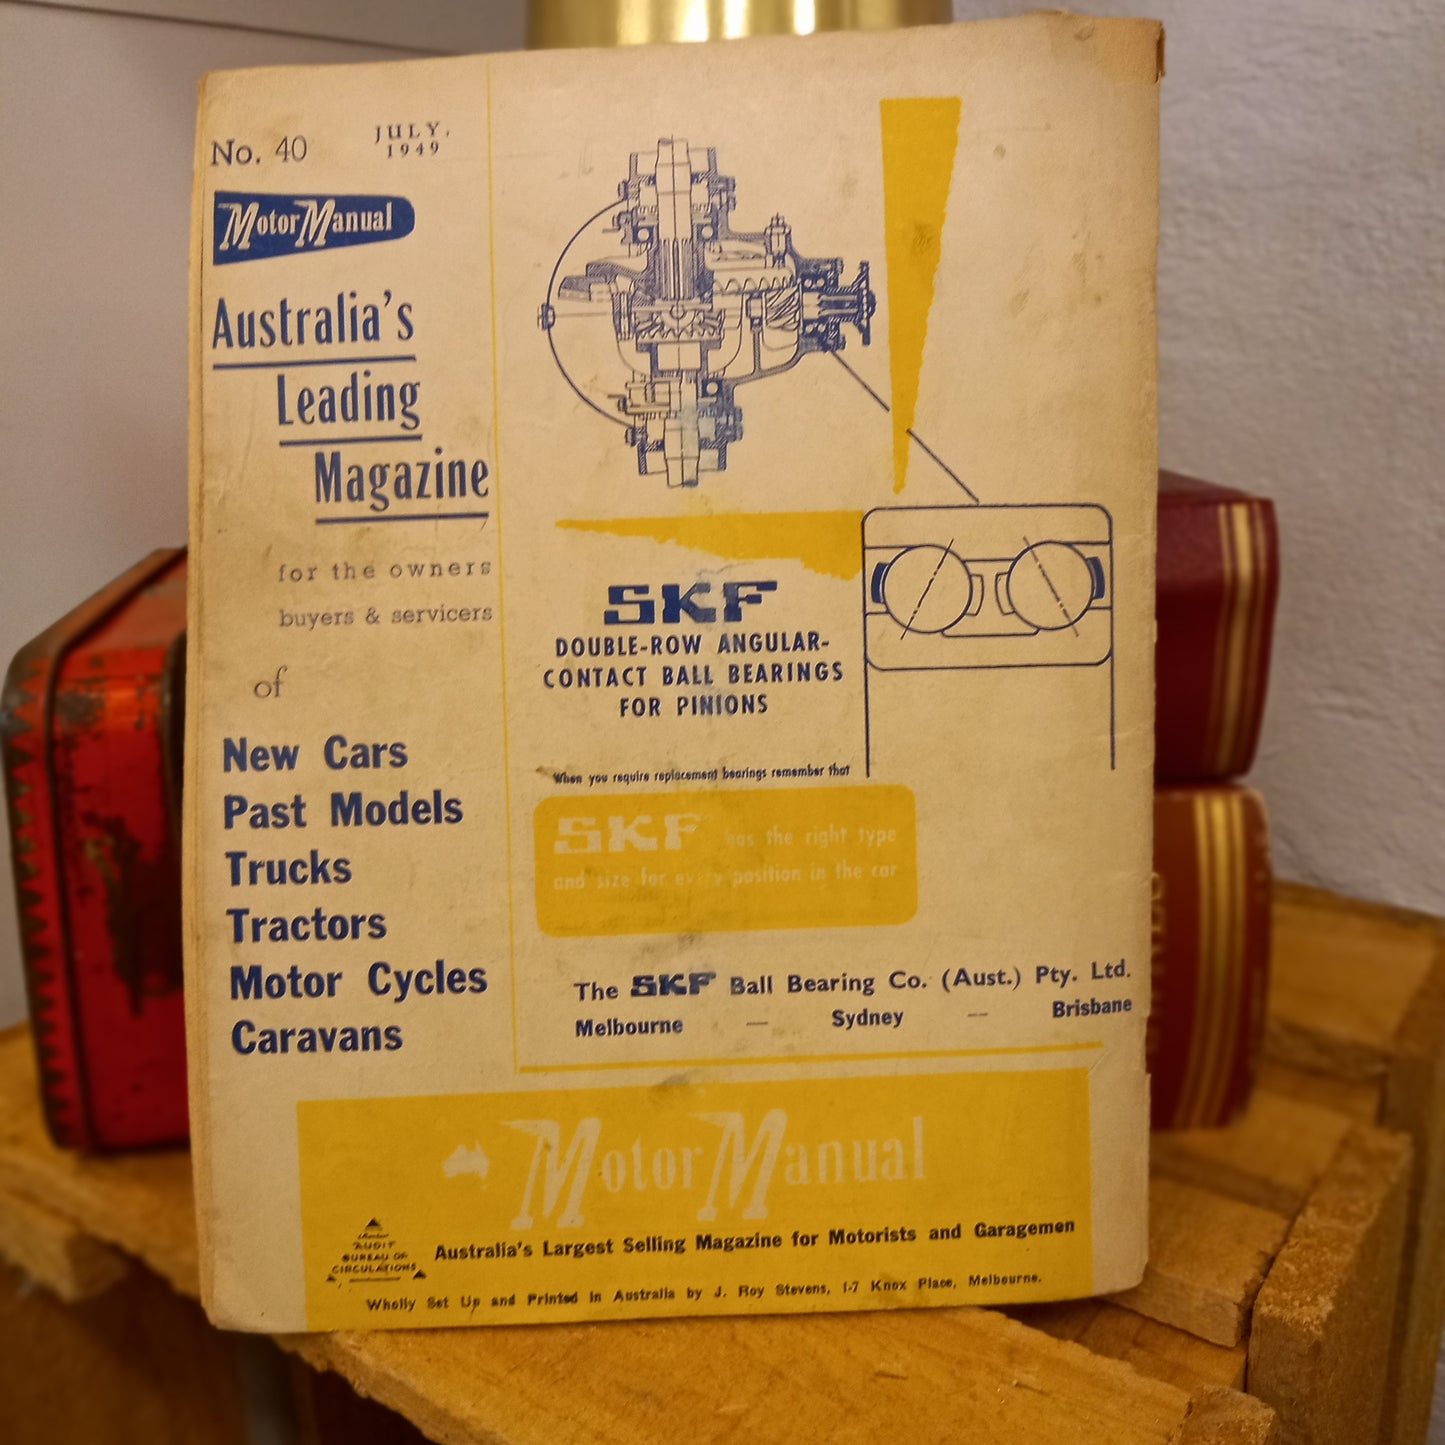 No. 40
JULY,
1949
Motor Manual
Australia's
Leading
Magazine
for the owners
buyers & servicers
of
New Cars
Past Models
Trucks
Tractors
Motor Cycles
Caravans
SKF
DOUBLE-ROW ANGULAR-
CONTACT BALL BEARINGS
FOR PINIONS
When you require replacement bearings remember that
SKF has the right type
and size for every position in the car
The SKF Ball Bearing Co. (Aust.) Pty. Ltd.
Melbourne — Sydney — Brisbane
Motor Manual
Member
AUDIT
BUREAU OF
CIRCULATIONS
Australia's Largest Selling Magazine for Motorists and Garagemen
Wholly Set Up and Printed in Australia by J. Roy Stevens, 1-7 Knox Place, Melbourne.